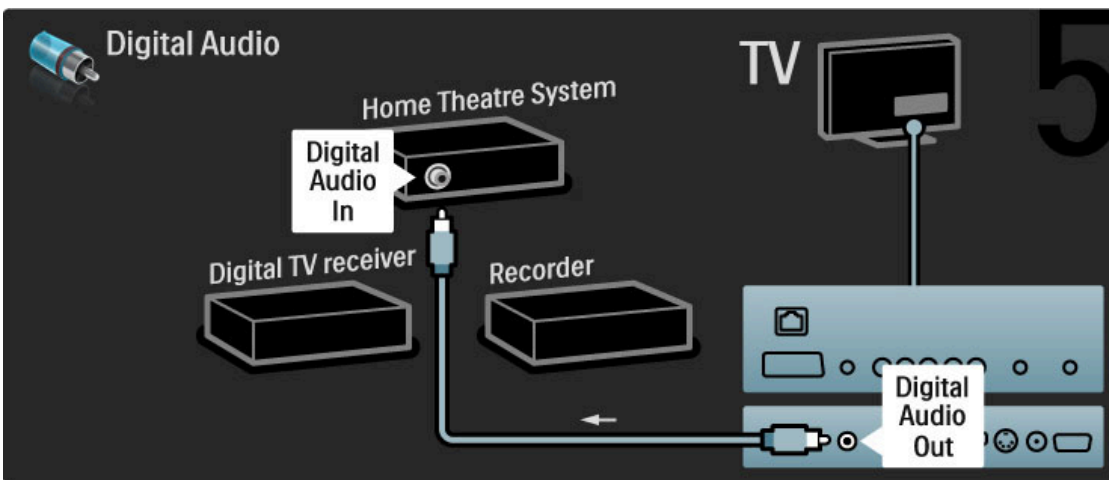 Digital Audio
TV
5
Home Theatre System
Digital
Audio
In
Digital TV receiver
Recorder
Digital
Audio
Out